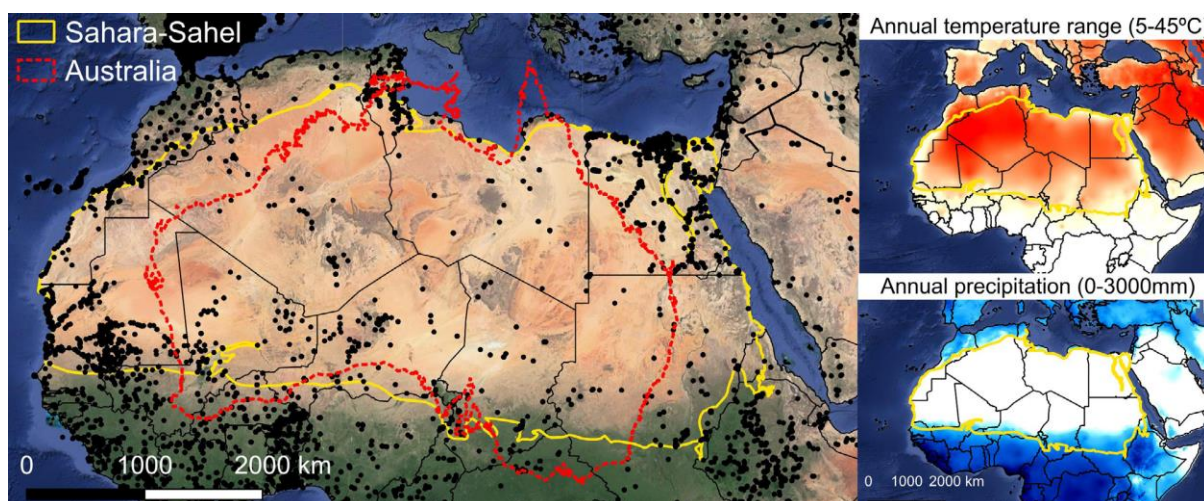 Sahara-Sahel
Australia
0 1000 2000 km
Annual temperature range (5-45ºC
Annual precipitation (0-3000mm)
0 1000 2000 km